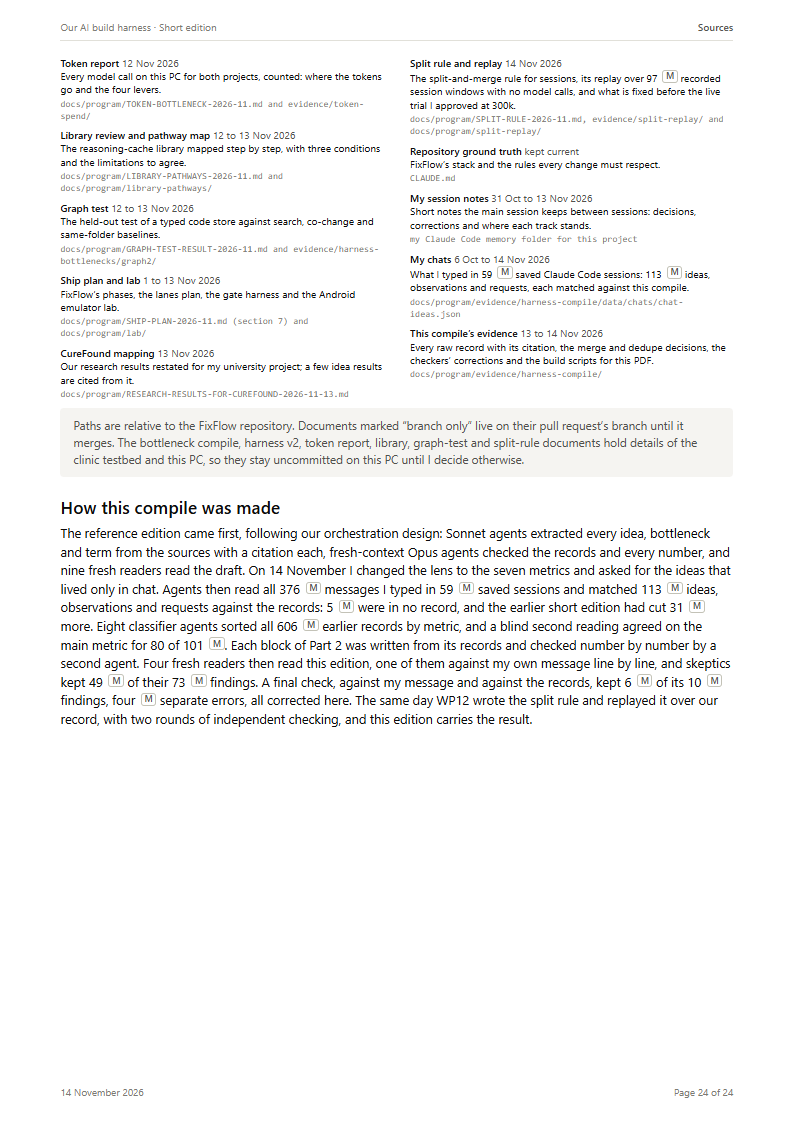 Our AI build harness · Short edition
Sources
Token report 12 Nov 2026
Every model call on this PC for both projects, counted: where the tokens
go and the four levers.
docs/program/TOKEN-BOTTLENECK-2026-11.md and evidence/token-
spend/
Library review and pathway map 12 to 13 Nov 2026
The reasoning-cache library mapped step by step, with three conditions
and the limitations to agree.
docs/program/LIBRARY-PATHWAYS-2026-11.md and
docs/program/library-pathways/
Graph test 12 to 13 Nov 2026
The held-out test of a typed code store against search, co-change and
same-folder baselines.
docs/program/GRAPH-TEST-RESULT-2026-11.md and evidence/harness-
bottlenecks/graph2/
Ship plan and lab 1 to 13 Nov 2026
FixFlow's phases, the lanes plan, the gate harness and the Android
emulator lab.
docs/program/SHIP-PLAN-2026-11.md (section 7) and
docs/program/lab/
CureFound mapping 13 Nov 2026
Our research results restated for my university project; a few idea results
are cited from it.
docs/program/RESEARCH-RESULTS-FOR-CUREFOUND-2026-11-13.md
Split rule and replay 14 Nov 2026
The split-and-merge rule for sessions, its replay over 97 M recorded
session windows with no model calls, and what is fixed before the live
trial I approved at 300k.
docs/program/SPLIT-RULE-2026-11.md, evidence/split-replay/ and
docs/program/split-replay/
Repository ground truth kept current
FixFlow's stack and the rules every change must respect.
CLAUDE.md
My session notes 31 Oct to 13 Nov 2026
Short notes the main session keeps between sessions: decisions,
corrections and where each track stands.
my Claude Code memory folder for this project
My chats 6 Oct to 14 Nov 2026
What I typed in 59 M saved Claude Code sessions: 113 M ideas,
observations and requests, each matched against this compile.
docs/program/evidence/harness-compile/data/chats/chat-
ideas.json
This compile's evidence 13 to 14 Nov 2026
Every raw record with its citation, the merge and dedupe decisions, the
checkers' corrections and the build scripts for this PDF.
docs/program/evidence/harness-compile/
Paths are relative to the FixFlow repository. Documents marked "branch only" live on their pull request's branch until it
merges. The bottleneck compile, harness v2, token report, library, graph-test and split-rule documents hold details of the
clinic testbed and this PC, so they stay uncommitted on this PC until I decide otherwise.
How this compile was made
The reference edition came first, following our orchestration design: Sonnet agents extracted every idea, bottleneck
and term from the sources with a citation each, fresh-context Opus agents checked the records and every number, and
nine fresh readers read the draft. On 14 November I changed the lens to the seven metrics and asked for the ideas that
lived only in chat. Agents then read all 376 M messages I typed in 59 M saved sessions and matched 113 M ideas,
observations and requests against the records: 5 M were in no record, and the earlier short edition had cut 31 M
more. Eight classifier agents sorted all 606 M earlier records by metric, and a blind second reading agreed on the
main metric for 80 of 101 M. Each block of Part 2 was written from its records and checked number by number by a
second agent. Four fresh readers then read this edition, one of them against my own message line by line, and skeptics
kept 49 M of their 73 M findings. A final check, against my message and against the records, kept 6 M of its 10 M
findings, four M separate errors, all corrected here. The same day WP12 wrote the split rule and replayed it over our
record, with two rounds of independent checking, and this edition carries the result.
14 November 2026
Page 24 of 24